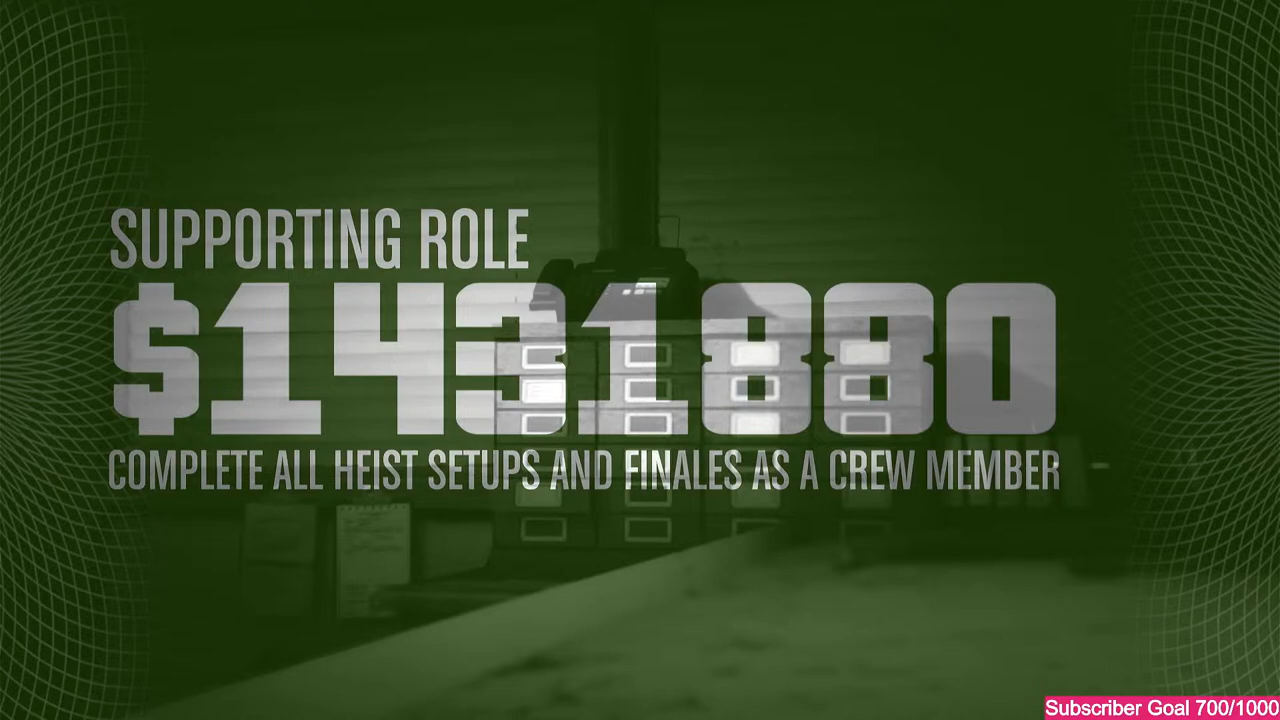 SUPPORTING ROLE
$1431880
COMPLETE ALL HEIST SETUPS AND FINALES AS A CREW MEMBER
Subscriber Goal 700/1000